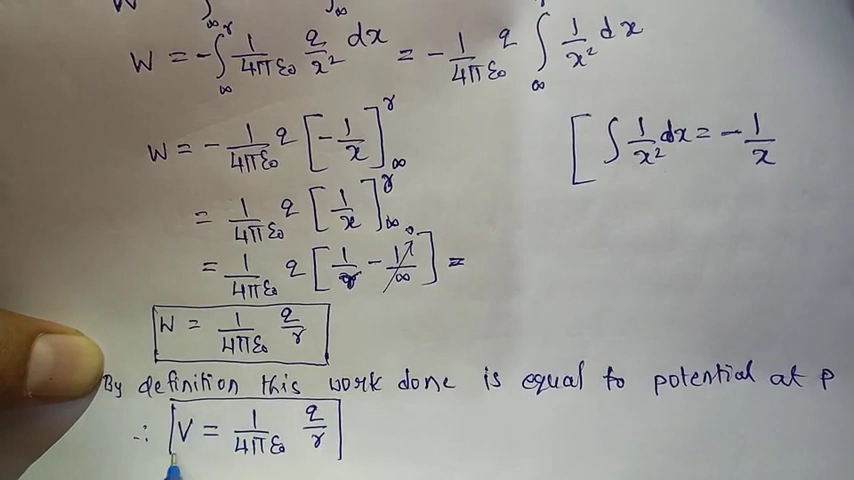 W = -∫_∞^r 1/4πε₀ q/x² dx = -1/4πε₀ q ∫_∞ 1/x² dx
W = -1/4πε₀ q [-1/x]_∞^r
[ ∫ 1/x² dx = -1/x
= 1/4πε₀ q [1/x]_∞^r
= 1/4πε₀ q [1/r - 1/∞] =
W = 1/4πε₀ q/r
By definition this work done is equal to potential at P
∴ V = 1/4πε₀ q/r